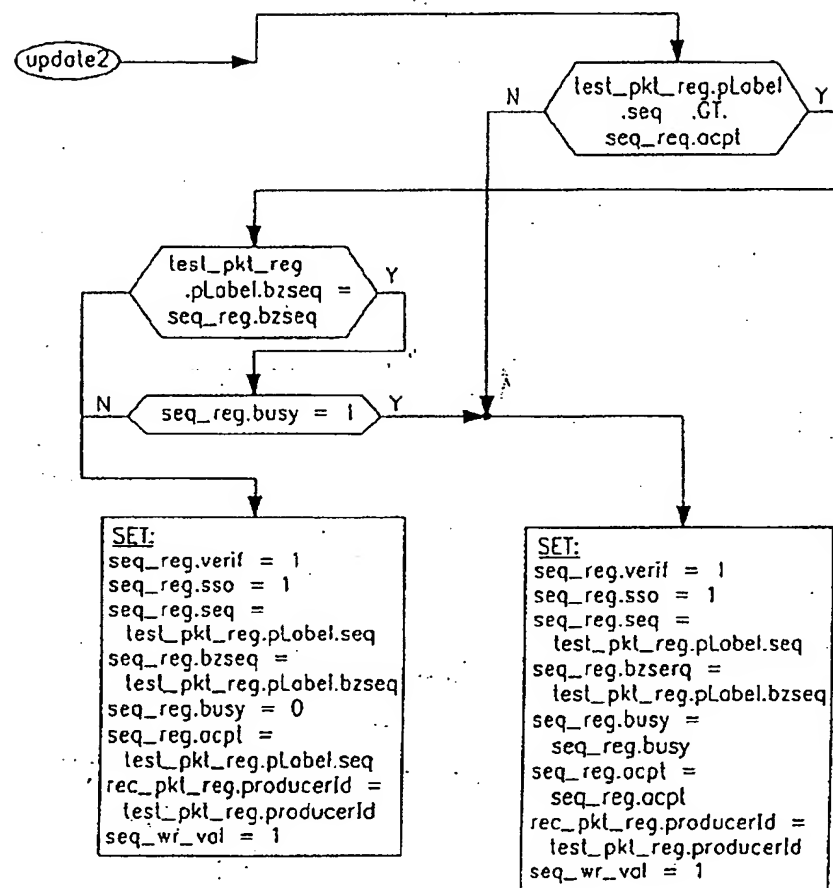 update2
test_pkt_reg.pLabel
.seq .GT.
seq_req.acpt
N
Y
test_pkt_reg
.pLabel.bzseq =
seq_reg.bzseq
Y
N
seq_reg.busy = 1
Y
SET:
seq_reg.verif = 1
seq_reg.sso = 1
seq_reg.seq =
test_pkt_reg.pLabel.seq
seq_reg.bzseq =
test_pkt_reg.pLabel.bzseq
seq_reg.busy = 0
seq_reg.acpt =
test_pkt_reg.pLabel.seq
rec_pkt_reg.producerId =
test_pkt_reg.producerId
seq_wr_val = 1
SET:
seq_reg.verif = 1
seq_reg.sso = 1
seq_reg.seq =
test_pkt_reg.pLabel.seq
seq_reg.bzserq =
test_pkt_reg.pLabel.bzseq
seq_reg.busy =
seq_reg.busy
seq_reg.acpt =
seq_reg.acpt
rec_pkt_reg.producerId =
test_pkt_reg.producerId
seq_wr_val = 1